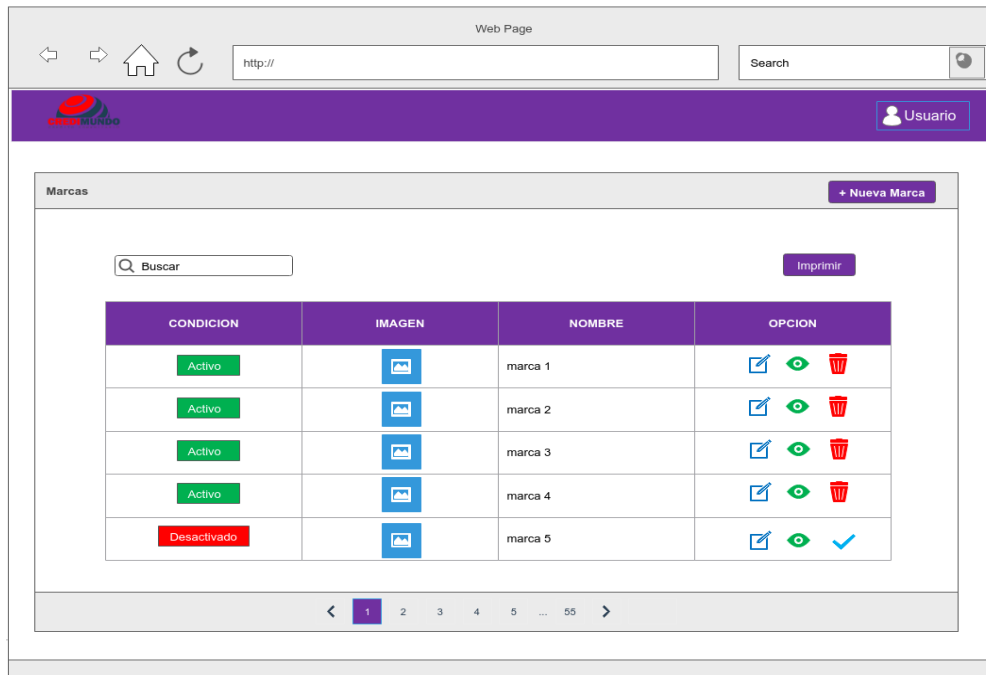 Web Page
http://
Search
CREDIMUNDO
Usuario
Marcas
+ Nueva Marca
Buscar
Imprimir
CONDICION IMAGEN NOMBRE OPCION
Activo marca 1
Activo marca 2
Activo marca 3
Activo marca 4
Desactivado marca 5
1 2 3 4 5 ... 55